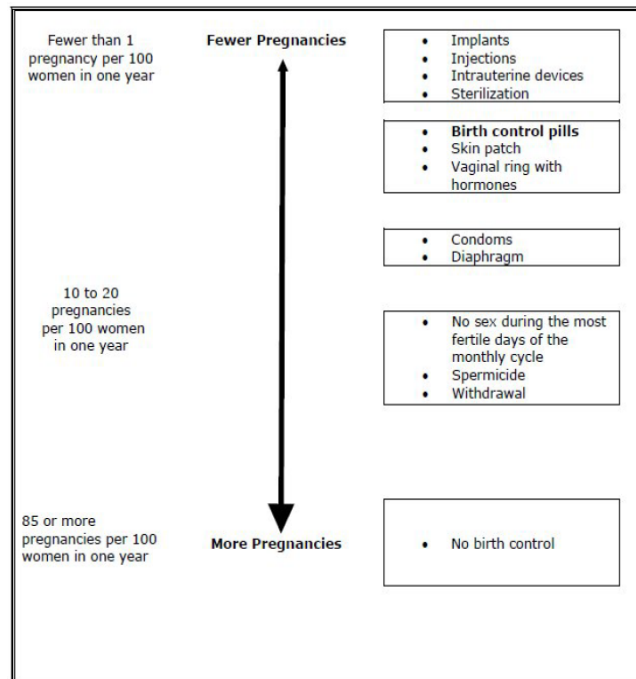 Fewer than 1
pregnancy per 100
women in one year
Fewer Pregnancies
• Implants
• Injections
• Intrauterine devices
• Sterilization
• Birth control pills
• Skin patch
• Vaginal ring with
hormones
• Condoms
• Diaphragm
10 to 20
pregnancies
per 100 women
in one year
• No sex during the most
fertile days of the
monthly cycle
• Spermicide
• Withdrawal
85 or more
pregnancies per 100
women in one year
More Pregnancies
• No birth control